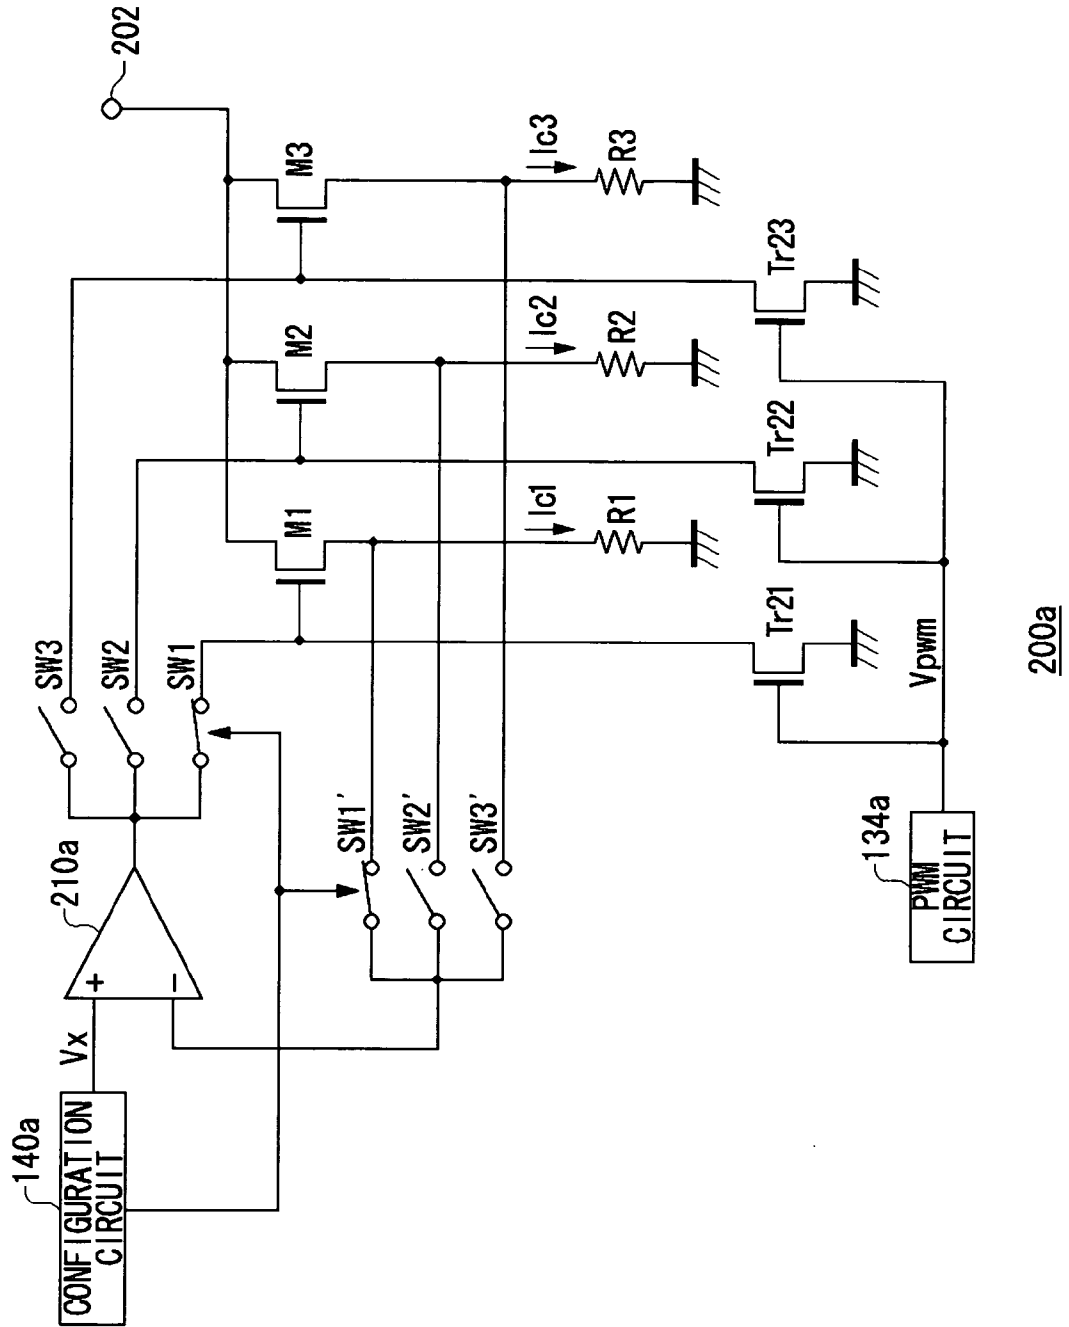 140a
CONFIGURATION
CIRCUIT
Vx
+
−
210a
SW3
SW2
SW1
SW1'
SW2'
SW3'
202
M1
M2
M3
Ic1
Ic2
Ic3
R1
R2
R3
Tr21
Tr22
Tr23
Vpwm
134a
PWM
CIRCUIT
200a